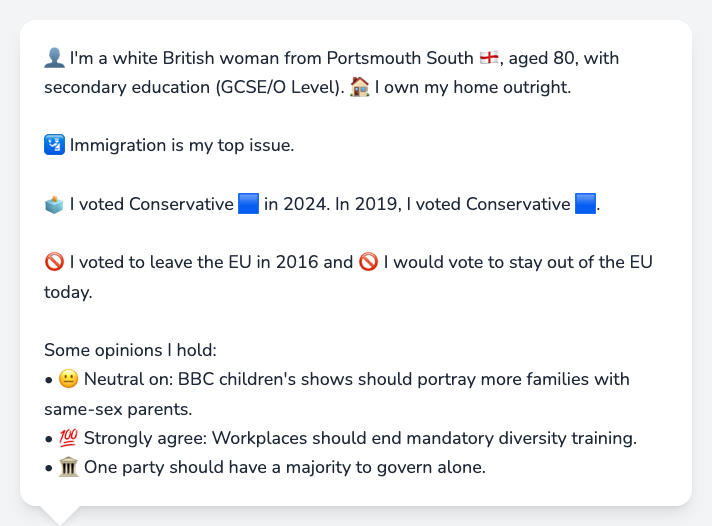 👤 I'm a white British woman from Portsmouth South 🏴󠁧󠁢󠁥󠁮󠁧󠁿, aged 80, with
secondary education (GCSE/O Level). 🏠 I own my home outright.
🛂 Immigration is my top issue.
🗳️ I voted Conservative 🟦 in 2024. In 2019, I voted Conservative 🟦.
🚫 I voted to leave the EU in 2016 and 🚫 I would vote to stay out of the EU
today.
Some opinions I hold:
• 😐 Neutral on: BBC children's shows should portray more families with
same-sex parents.
• 💯 Strongly agree: Workplaces should end mandatory diversity training.
• 🏛️ One party should have a majority to govern alone.